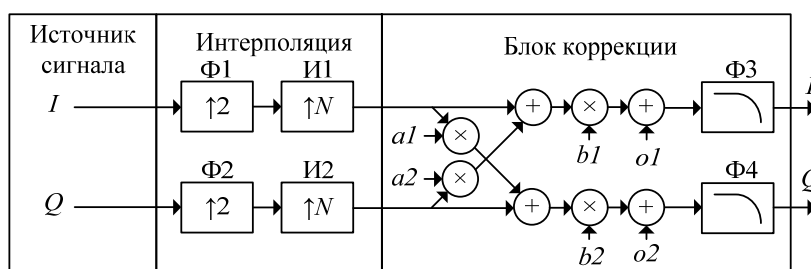 Источник
сигнала
Интерполяция
Блок коррекции
Ф1
И1
Ф3
I
↑2
↑N
a1
×
+
×
+
b1
o1
I
Ф2
И2
a2
×
Ф4
Q
↑2
↑N
+
×
+
b2
o2
Q